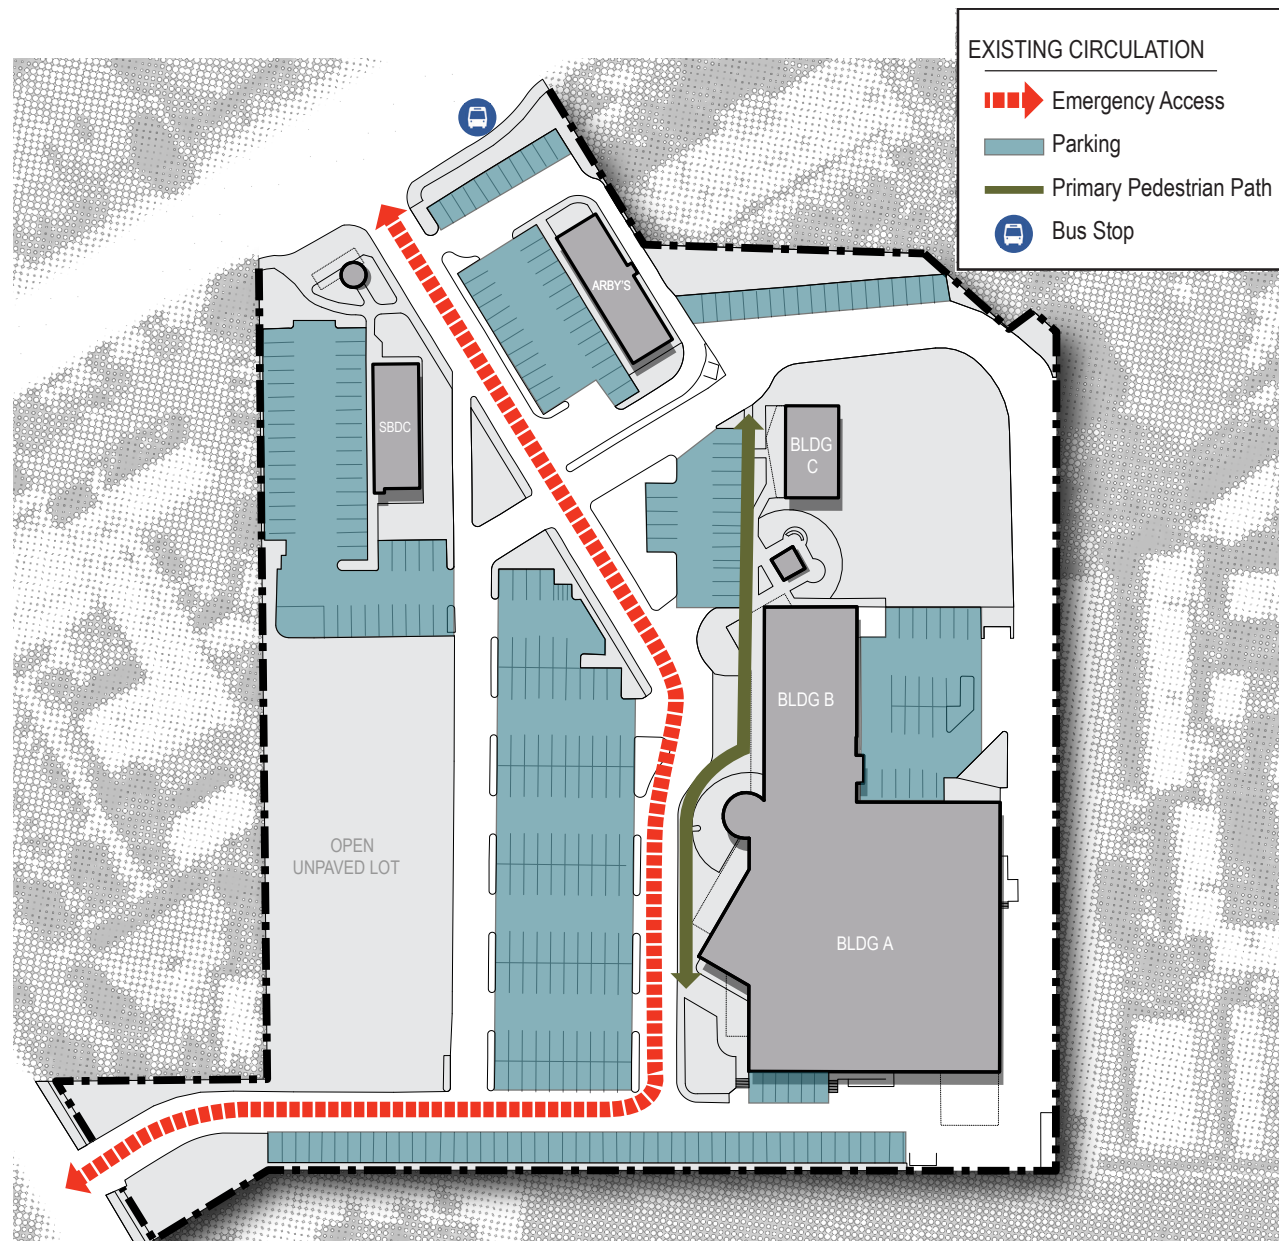 EXISTING CIRCULATION
Emergency Access
Parking
Primary Pedestrian Path
Bus Stop
ARBY'S
SBDC
BLDG
C
BLDG B
OPEN
UNPAVED LOT
BLDG A